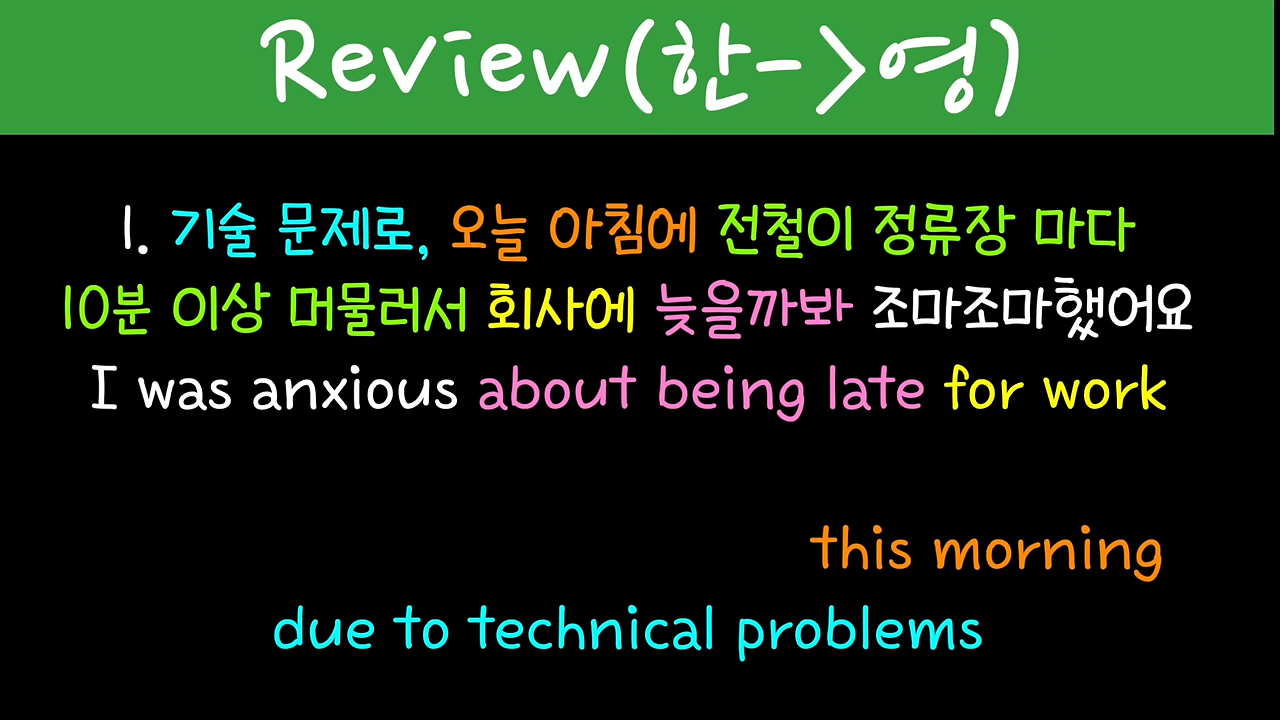 Review(한->영)
1. 기술 문제로, 오늘 아침에 전철이 정류장 마다
10분 이상 머물러서 회사에 늦을까봐 조마조마했어요
I was anxious about being late for work
this morning
due to technical problems